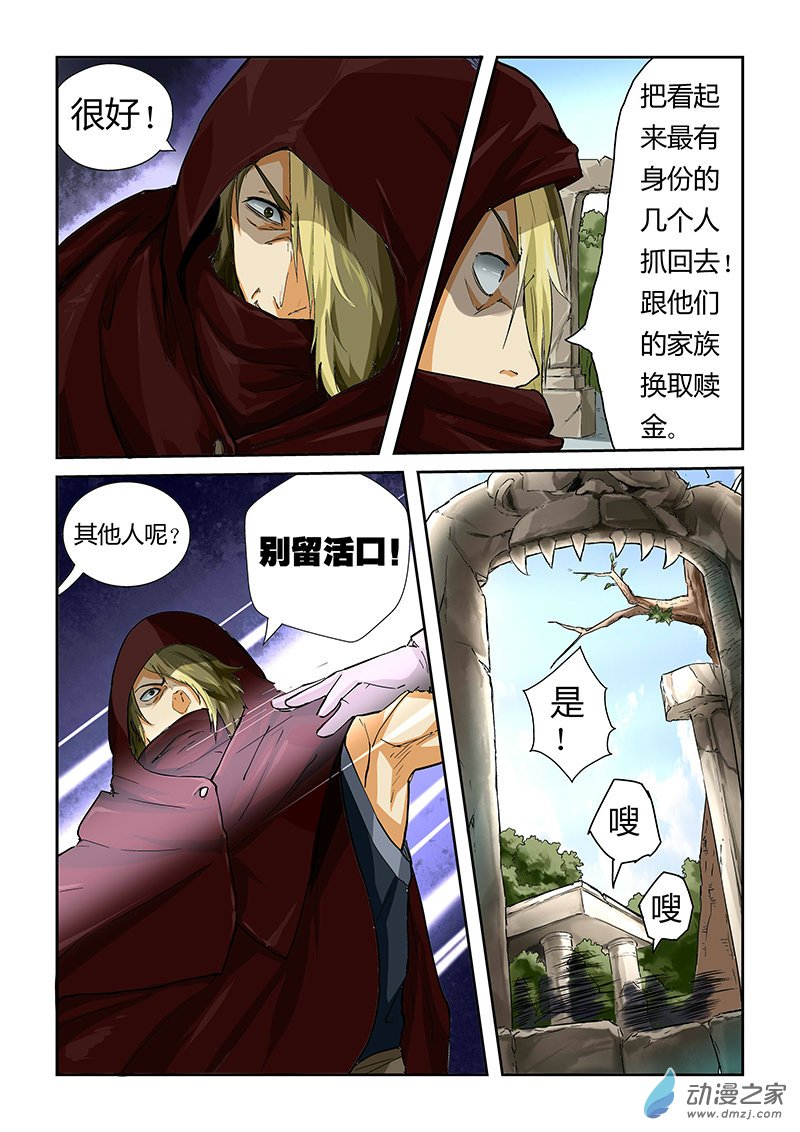 很好！
把看起
来最有
身份的
几个人
抓回去！
跟他们
的家族
换取赎
金。
其他人呢？
别留活口！
是！
嗖
嗖
动漫之家
www.dmzj.com